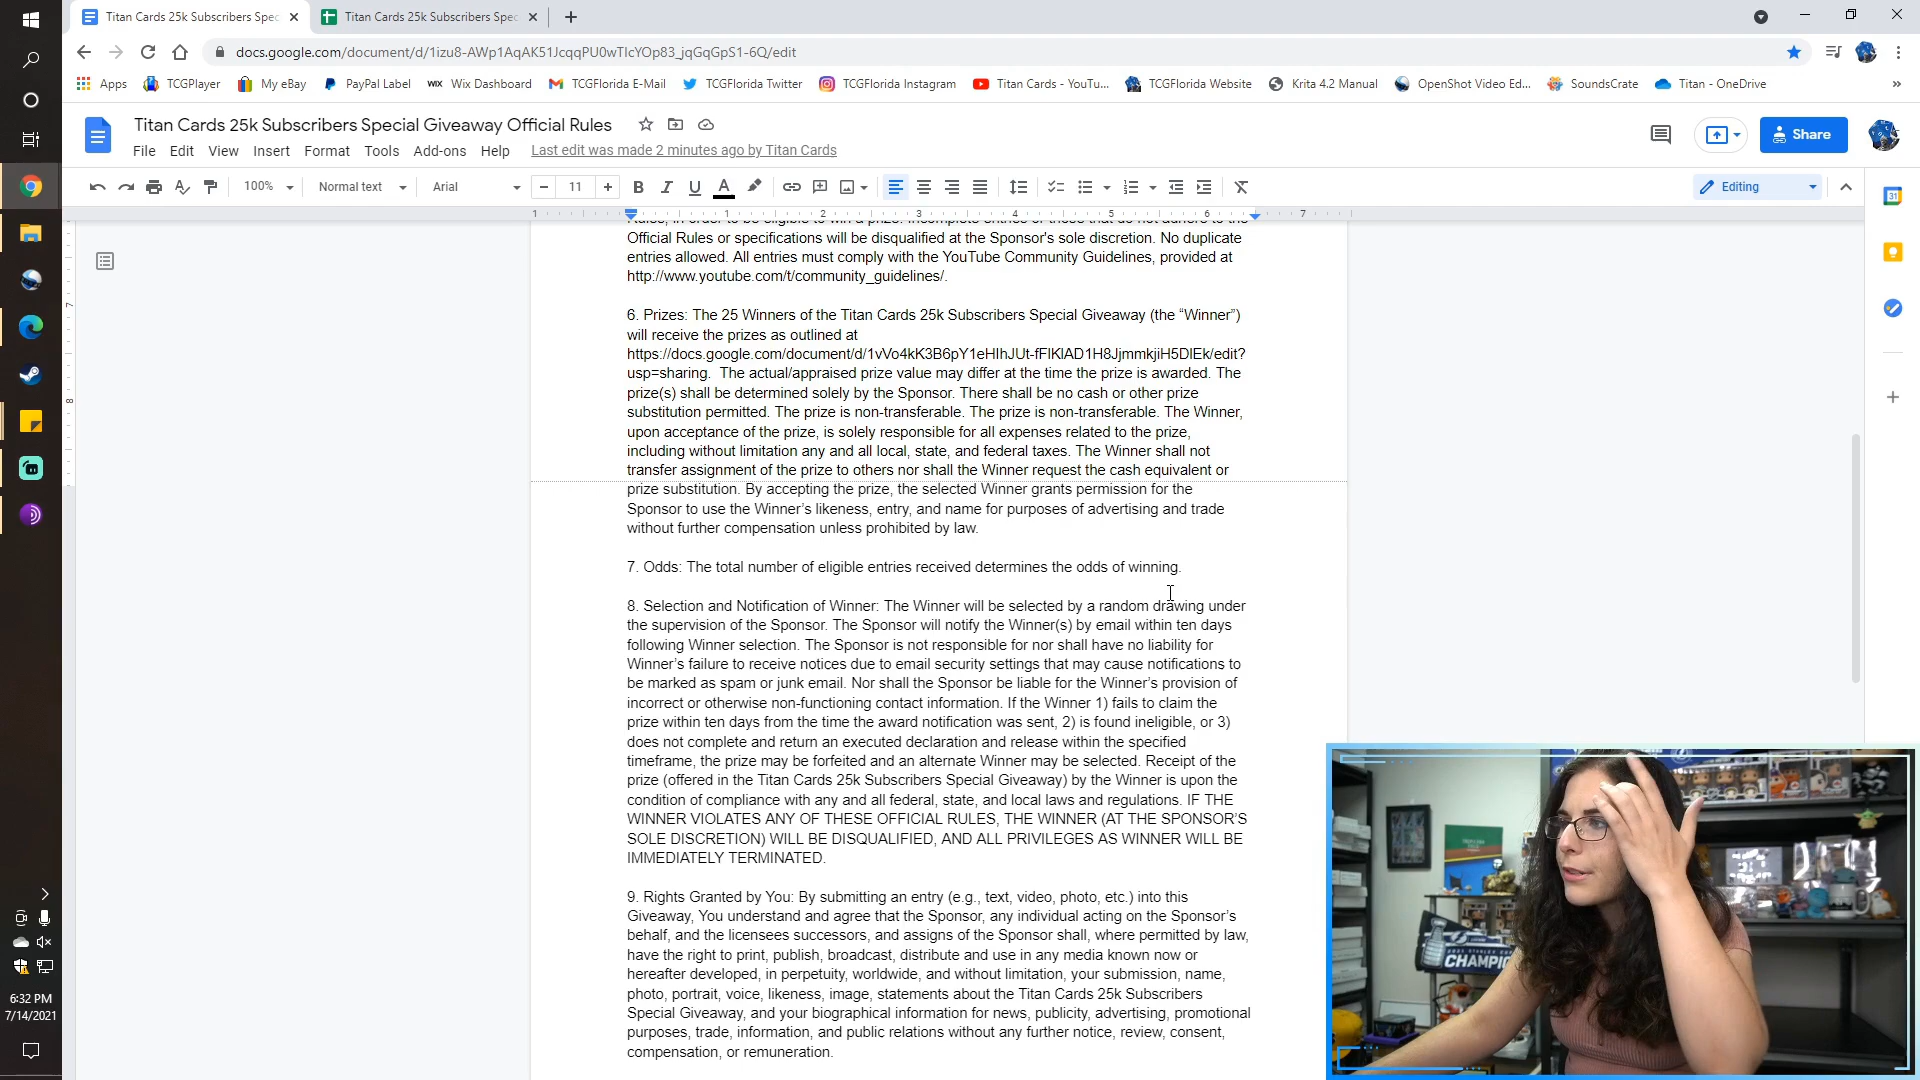 Titan Cards 25k Subscribers Spec
Titan Cards 25k Subscribers Spec
docs.google.com/document/d/1izu8-AWp1AqAK51JcqqPU0wTIcYOp83_jqGqGpS1-6Q/edit
Apps TCGPlayer My eBay PayPal Label WIX Wix Dashboard TCGFlorida E-Mail TCGFlorida Twitter TCGFlorida Instagram Titan Cards - YouTu... TCGFlorida Website Krita 4.2 Manual OpenShot Video Ed... SoundsCrate Titan - OneDrive
Titan Cards 25k Subscribers Special Giveaway Official Rules
Share
File Edit View Insert Format Tools Add-ons Help Last edit was made 2 minutes ago by Titan Cards
100% Normal text Arial 11 B I U A Editing
1 1 2 3 4 5 6 7
Official Rules or specifications will be disqualified at the Sponsor's sole discretion. No duplicate
entries allowed. All entries must comply with the YouTube Community Guidelines, provided at
http://www.youtube.com/t/community_guidelines/.
6. Prizes: The 25 Winners of the Titan Cards 25k Subscribers Special Giveaway (the “Winner”)
will receive the prizes as outlined at
https://docs.google.com/document/d/1vVo4kK3B6pY1eHIhJUt-fFIKIAD1H8JjmmkjiH5DIEk/edit?
usp=sharing. The actual/appraised prize value may differ at the time the prize is awarded. The
prize(s) shall be determined solely by the Sponsor. There shall be no cash or other prize
substitution permitted. The prize is non-transferable. The prize is non-transferable. The Winner,
upon acceptance of the prize, is solely responsible for all expenses related to the prize,
including without limitation any and all local, state, and federal taxes. The Winner shall not
transfer assignment of the prize to others nor shall the Winner request the cash equivalent or
prize substitution. By accepting the prize, the selected Winner grants permission for the
Sponsor to use the Winner’s likeness, entry, and name for purposes of advertising and trade
without further compensation unless prohibited by law.
7. Odds: The total number of eligible entries received determines the odds of winning.
8. Selection and Notification of Winner: The Winner will be selected by a random drawing under
the supervision of the Sponsor. The Sponsor will notify the Winner(s) by email within ten days
following Winner selection. The Sponsor is not responsible for nor shall have no liability for
Winner’s failure to receive notices due to email security settings that may cause notifications to
be marked as spam or junk email. Nor shall the Sponsor be liable for the Winner’s provision of
incorrect or otherwise non-functioning contact information. If the Winner 1) fails to claim the
prize within ten days from the time the award notification was sent, 2) is found ineligible, or 3)
does not complete and return an executed declaration and release within the specified
timeframe, the prize may be forfeited and an alternate Winner may be selected. Receipt of the
prize (offered in the Titan Cards 25k Subscribers Special Giveaway) by the Winner is upon the
condition of compliance with any and all federal, state, and local laws and regulations. IF THE
WINNER VIOLATES ANY OF THESE OFFICIAL RULES, THE WINNER (AT THE SPONSOR’S
SOLE DISCRETION) WILL BE DISQUALIFIED, AND ALL PRIVILEGES AS WINNER WILL BE
IMMEDIATELY TERMINATED.
9. Rights Granted by You: By submitting an entry (e.g., text, video, photo, etc.) into this
Giveaway, You understand and agree that the Sponsor, any individual acting on the Sponsor’s
behalf, and the licensees successors, and assigns of the Sponsor shall, where permitted by law,
have the right to print, publish, broadcast, distribute and use in any media known now or
hereafter developed, in perpetuity, worldwide, and without limitation, your submission, name,
photo, portrait, voice, likeness, image, statements about the Titan Cards 25k Subscribers
Special Giveaway, and your biographical information for news, publicity, advertising, promotional
purposes, trade, information, and public relations without any further notice, review, consent,
compensation, or remuneration.
7
8
31
6:32 PM
7/14/2021
CHAMPIONS